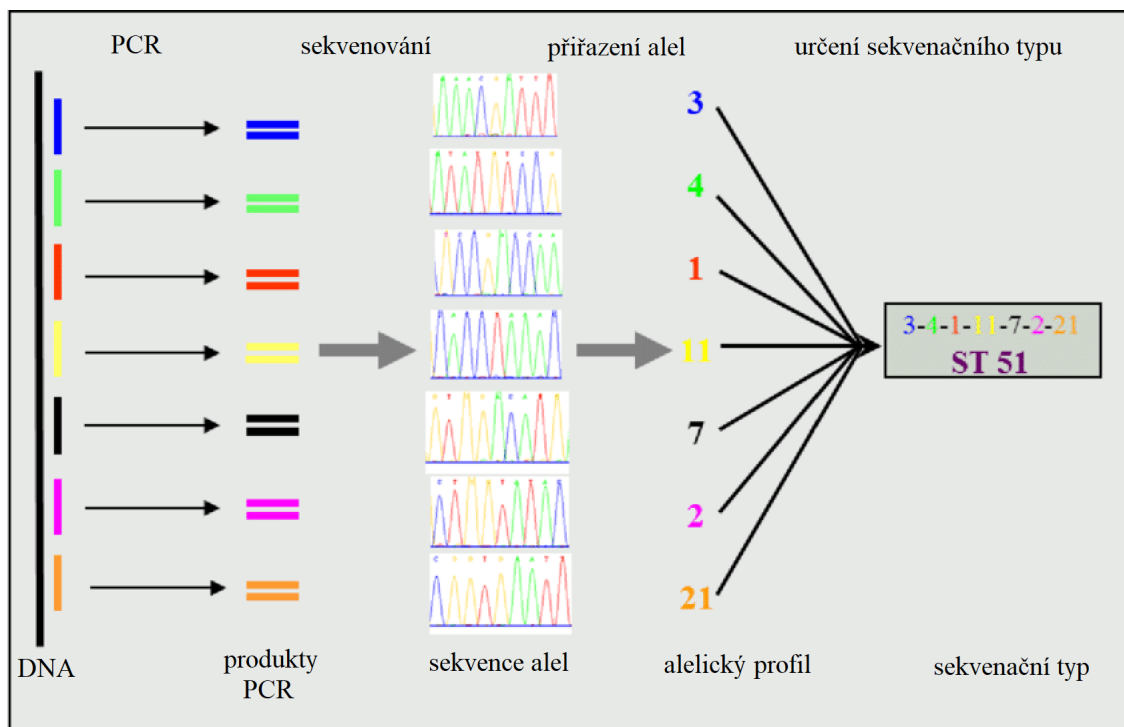 PCR
sekvenování
přiřazení alel
určení sekvenačního typu
3
4
1
11
7
2
21
3-4-1-11-7-2-21
ST 51
DNA
produkty
PCR
sekvence alel
alelický profil
sekvenační typ